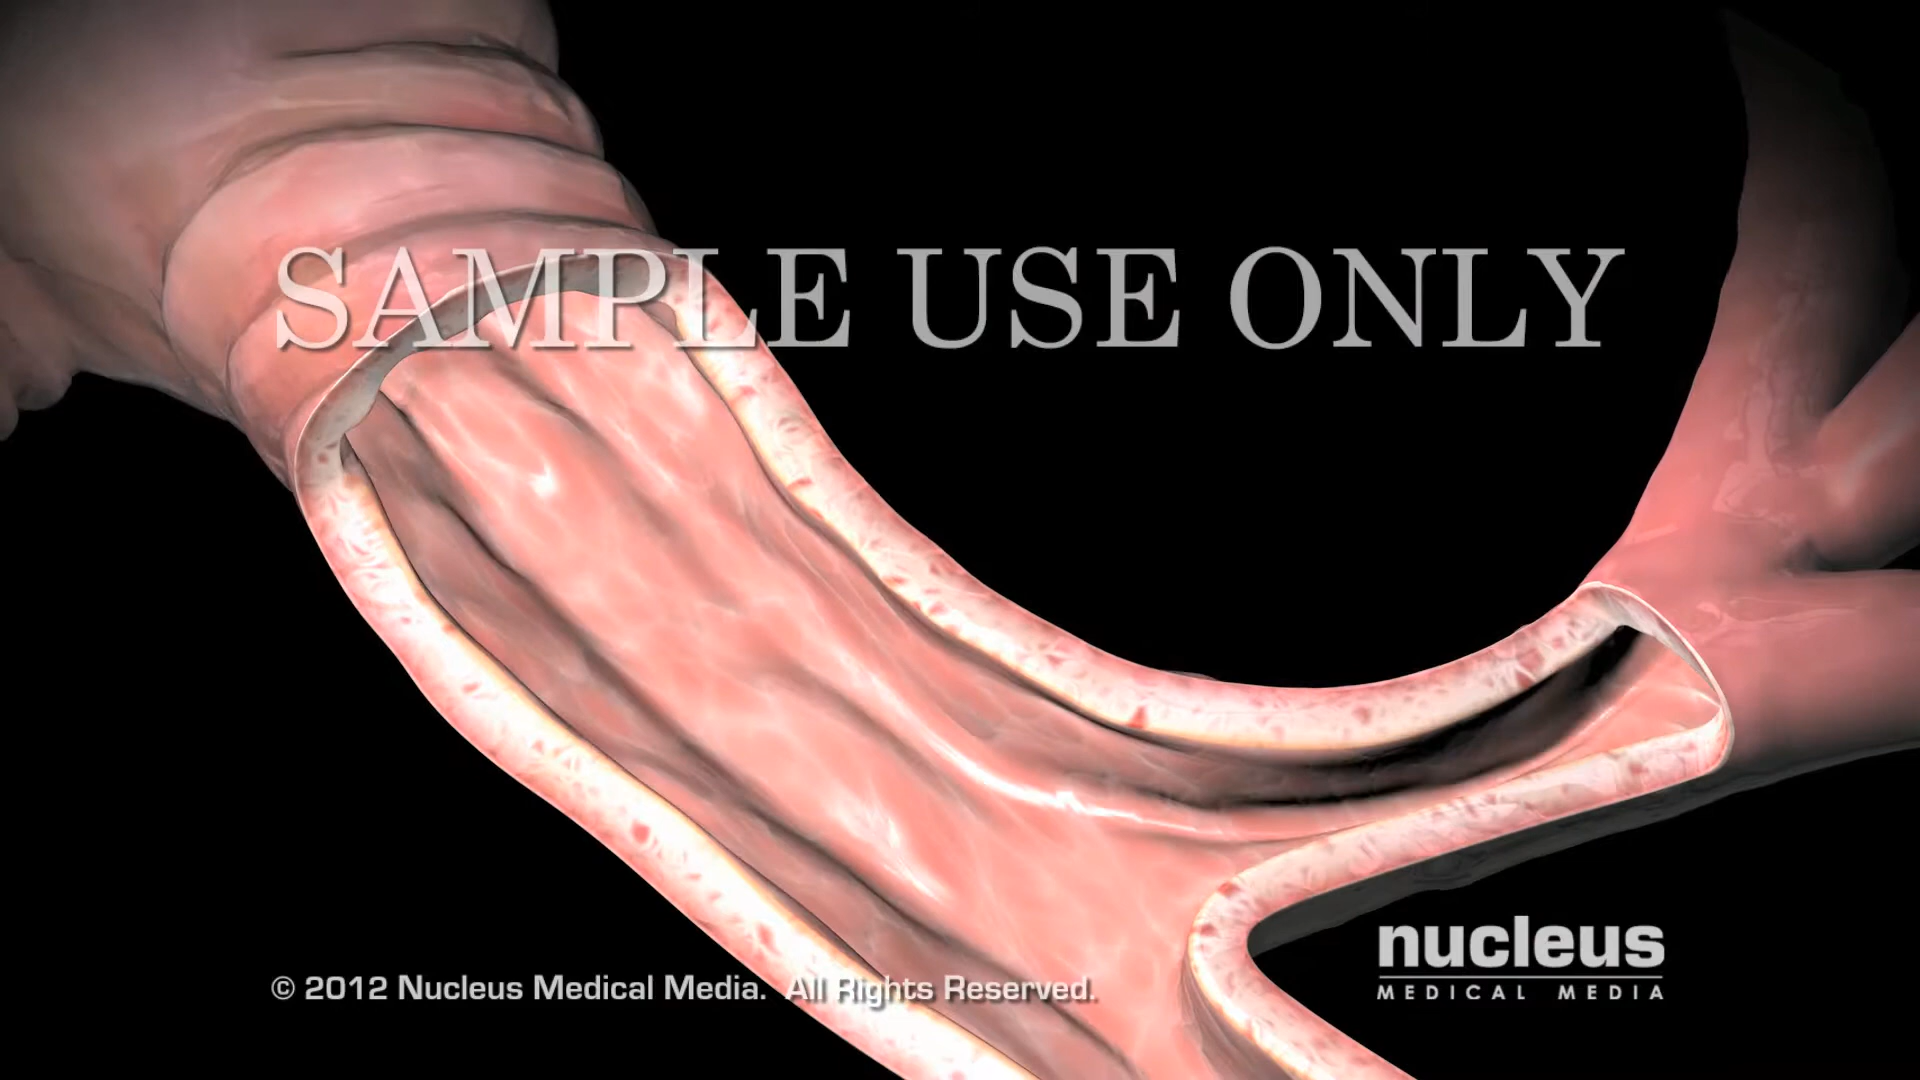 SAMPLE USE ONLY
nucleus
MEDICAL MEDIA
© 2012 Nucleus Medical Media. All Rights Reserved.